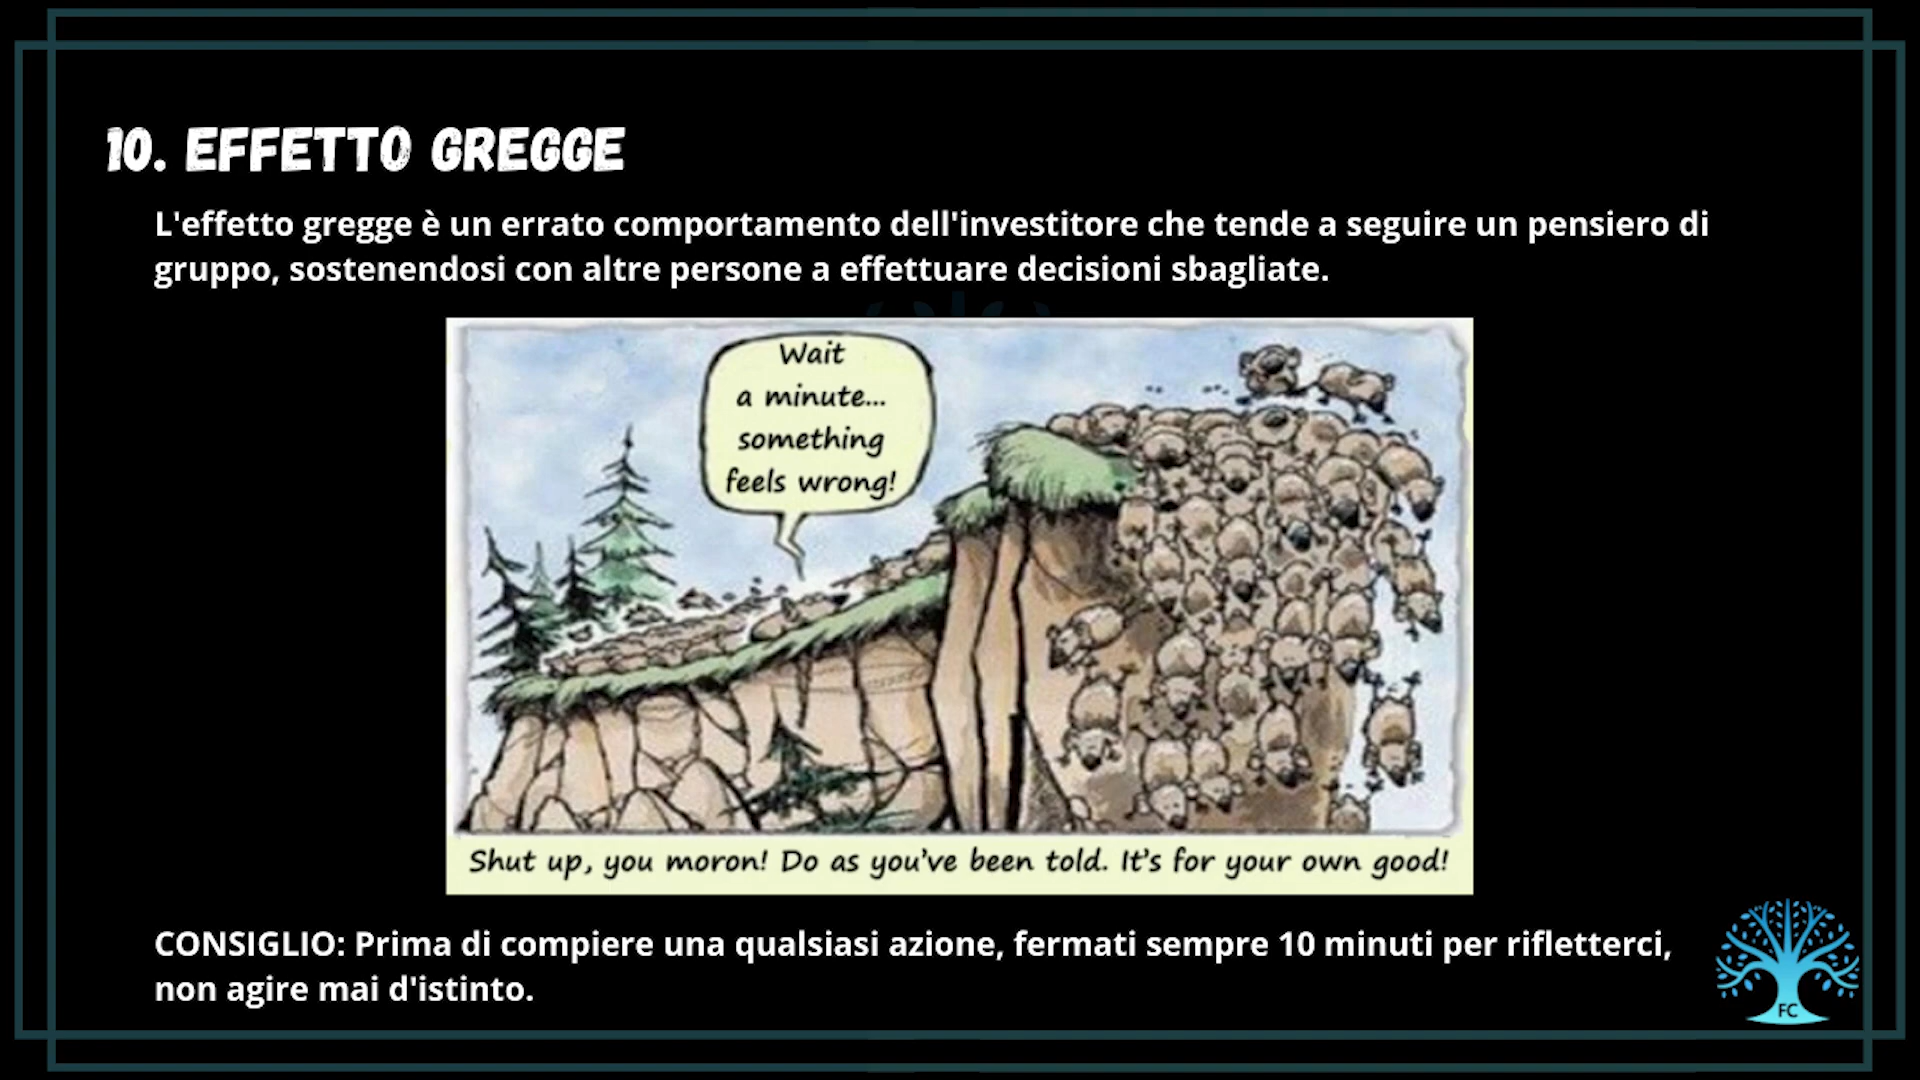 10. EFFETTO GREGGE
L'effetto gregge è un errato comportamento dell'investitore che tende a seguire un pensiero di
gruppo, sostenendosi con altre persone a effettuare decisioni sbagliate.
Wait
a minute...
something
feels wrong!
Shut up, you moron! Do as you've been told. It's for your own good!
CONSIGLIO: Prima di compiere una qualsiasi azione, fermati sempre 10 minuti per rifletterci,
non agire mai d'istinto.
FC